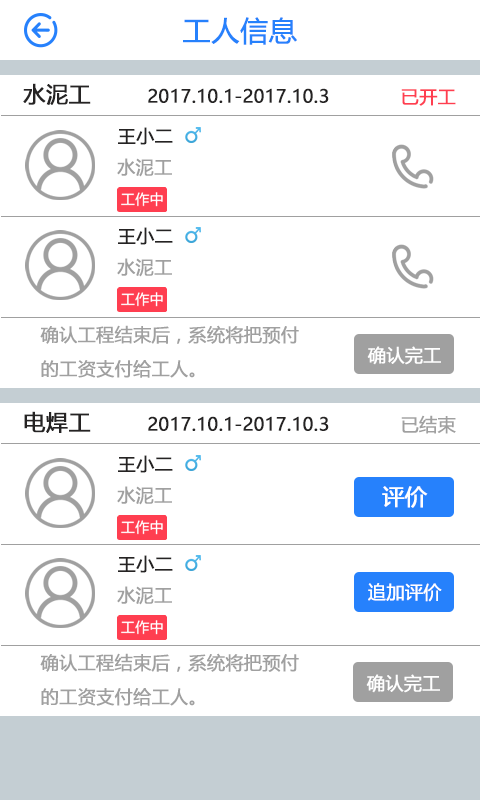 工人信息
水泥工 2017.10.1-2017.10.3 已开工
王小二
水泥工
工作中
王小二
水泥工
工作中
确认工程结束后，系统将把预付
的工资支付给工人。
确认完工
电焊工 2017.10.1-2017.10.3 已结束
王小二
水泥工
工作中
评价
王小二
水泥工
工作中
追加评价
确认工程结束后，系统将把预付
的工资支付给工人。
确认完工